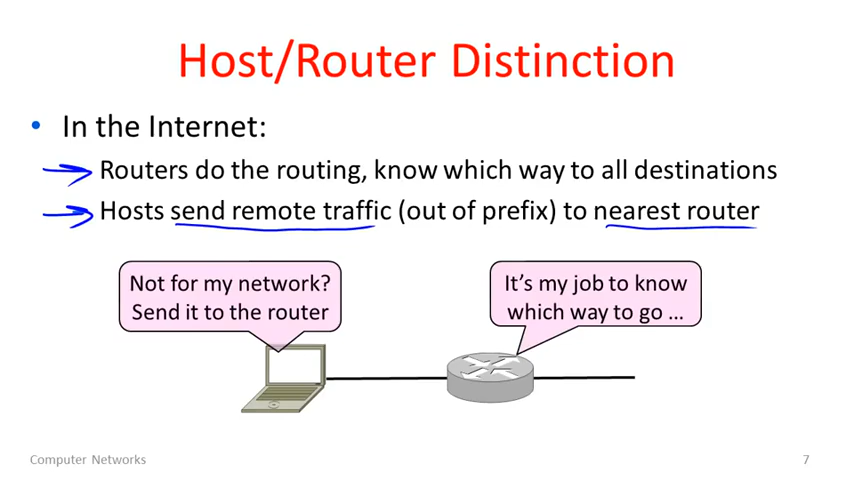 Host/Router Distinction
• In the Internet:
Routers do the routing, know which way to all destinations
Hosts send remote traffic (out of prefix) to nearest router
Not for my network?
Send it to the router
It's my job to know
which way to go …
Computer Networks
7